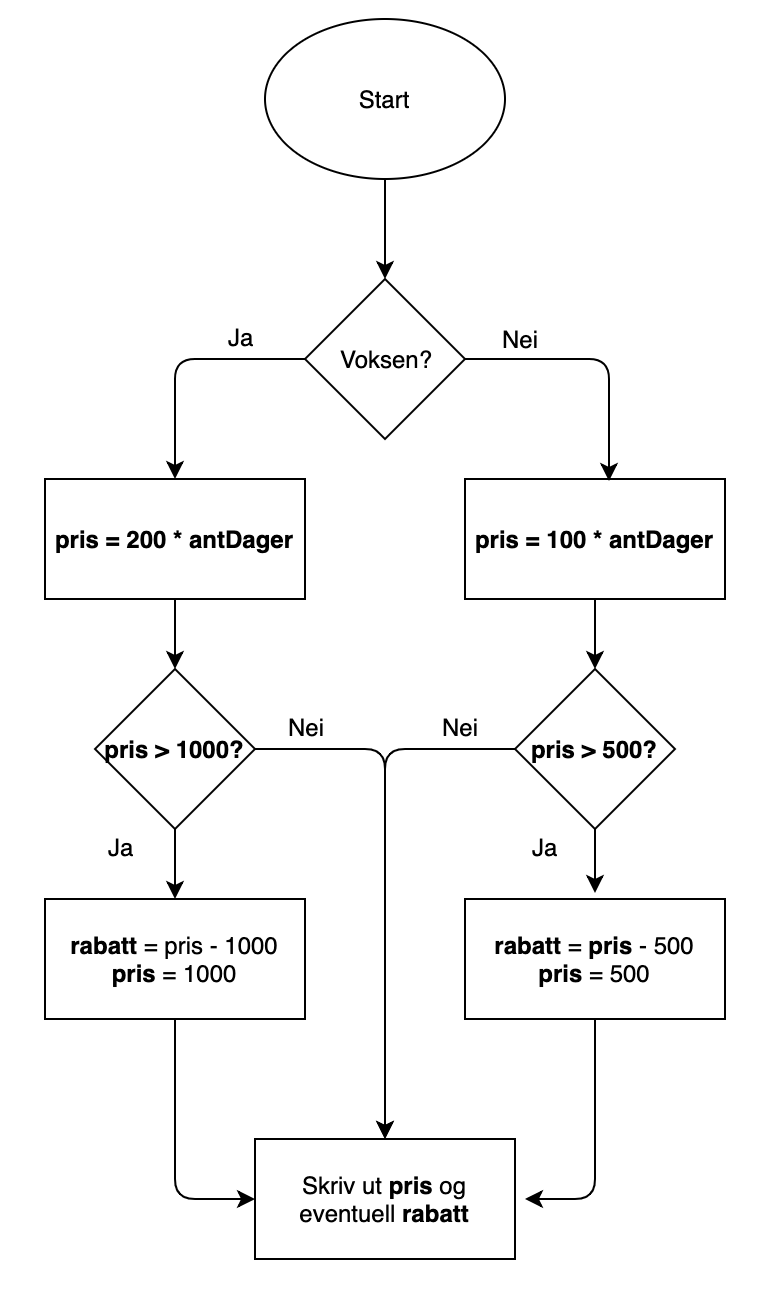 Start
Ja
Nei
Voksen?
pris = 200 * antDager
pris = 100 * antDager
Nei
Nei
pris > 1000?
pris > 500?
Ja
Ja
rabatt = pris - 1000
pris = 1000
rabatt = pris - 500
pris = 500
Skriv ut pris og
eventuell rabatt